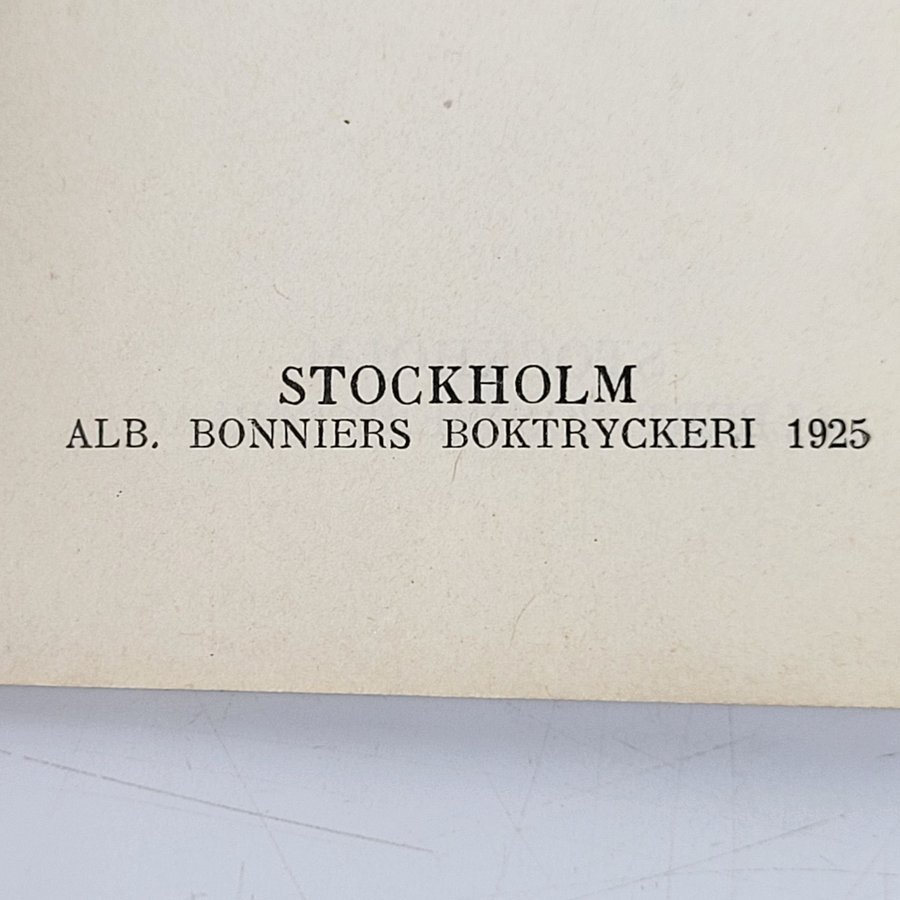 STOCKHOLM
ALB. BONNIERS BOKTRYCKERI 1925